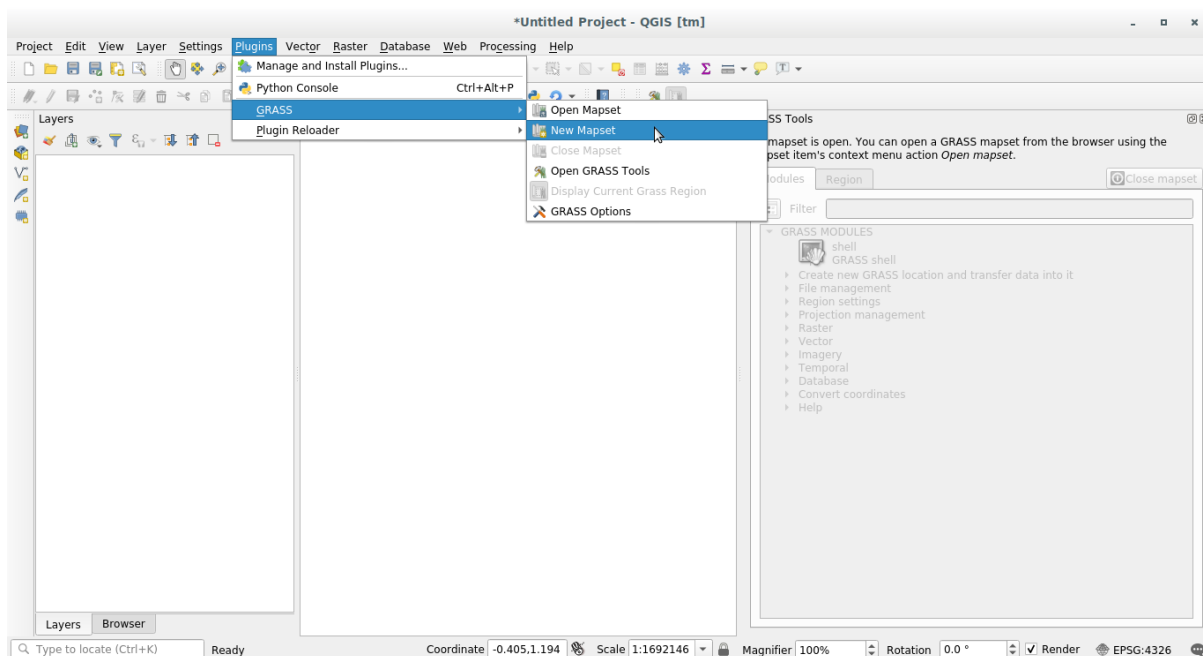 *Untitled Project - QGIS [tm]
Project Edit View Layer Settings Plugins Vector Raster Database Web Processing Help
Manage and Install Plugins...
Python Console Ctrl+Alt+P
GRASS
Plugin Reloader
Open Mapset
New Mapset
Close Mapset
Open GRASS Tools
Display Current Grass Region
GRASS Options
Layers
SS Tools
mapset is open. You can open a GRASS mapset from the browser using the
pset item's context menu action Open mapset.
odules Region Close mapset
Filter
GRASS MODULES
shell
GRASS shell
Create new GRASS location and transfer data into it
File management
Region settings
Projection management
Raster
Vector
Imagery
Temporal
Database
Convert coordinates
Help
Layers Browser
Type to locate (Ctrl+K) Ready Coordinate -0.405,1.194 Scale 1:1692146 Magnifier 100% Rotation 0.0 ° Render EPSG:4326